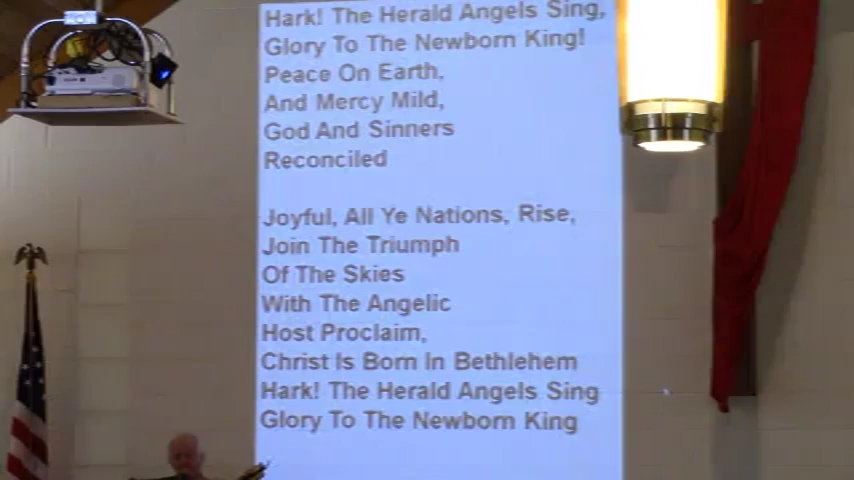 Hark! The Herald Angels Sing,
Glory To The Newborn King!
Peace On Earth,
And Mercy Mild,
God And Sinners
Reconciled
Joyful, All Ye Nations, Rise,
Join The Triumph
Of The Skies
With The Angelic
Host Proclaim,
Christ Is Born In Bethlehem
Hark! The Herald Angels Sing
Glory To The Newborn King